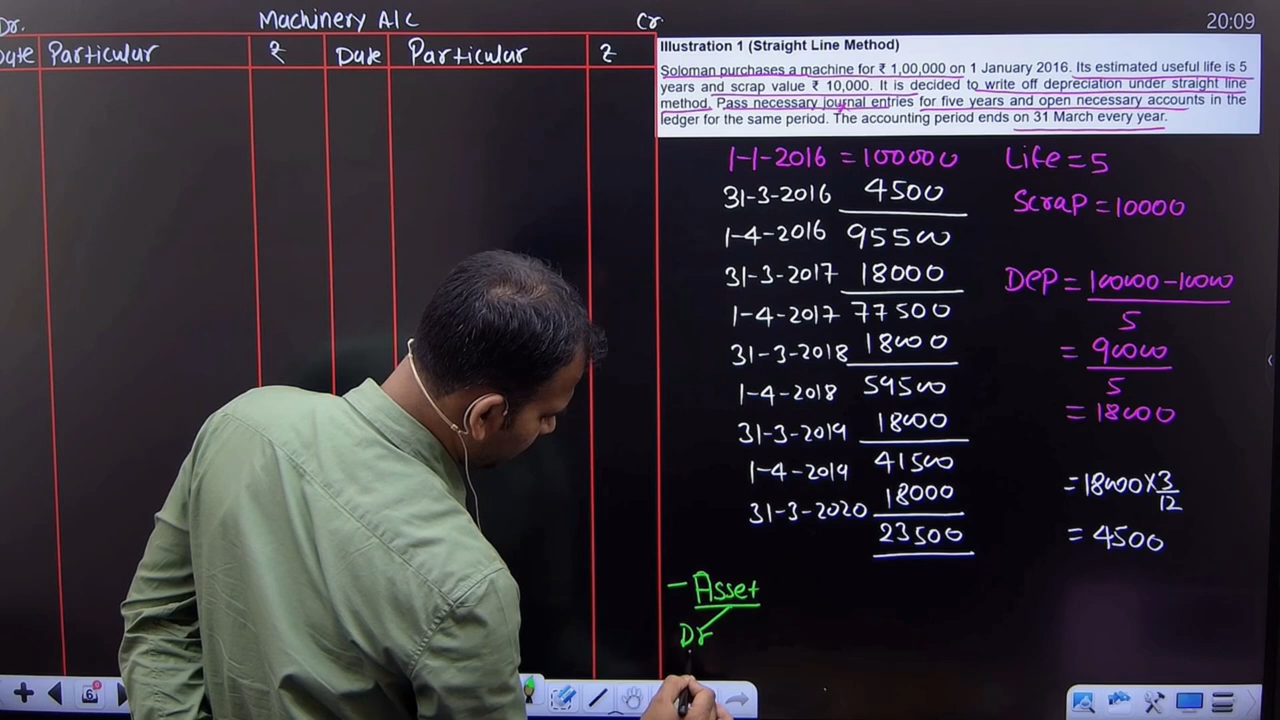 Dr. Machinery A/c Cr.
Date Particular ₹ Date Particular ₹
20:09
Illustration 1 (Straight Line Method)
Soloman purchases a machine for ₹ 1,00,000 on 1 January 2016. Its estimated useful life is 5
years and scrap value ₹ 10,000. It is decided to write off depreciation under straight line
method. Pass necessary journal entries for five years and open necessary accounts in the
ledger for the same period. The accounting period ends on 31 March every year.
1-1-2016 = 100000
31-3-2016 4500
1-4-2016 95500
31-3-2017 18000
1-4-2017 77500
31-3-2018 18000
1-4-2018 59500
31-3-2019 18000
1-4-2019 41500
31-3-2020 18000
23500
Life = 5
Scrap = 10000
Dep = 100000-10000
5
= 90000
5
= 18000
= 18000 × 3
12
= 4500
- Asset
Dr